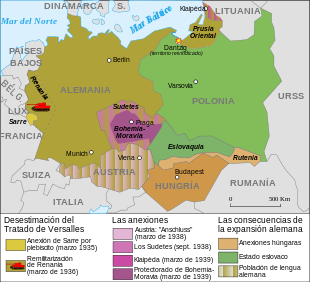 DINAMARCA
S.
Klaipėda
LITUANIA
Mar del Norte
Mar Báltico
Prusia
Oriental
Dantzig
(territorio reivindicado)
PAÍSES
BAJOS
Berlín
BÉLG.
Renania
ALEMANIA
Varsovia
POLONIA
URSS
LUX.
Sarre
Sudetes
Praga
Bohemia-
Moravia
FRANCIA
Eslovaquia
Munich
Viena
Rutenia
SUIZA
AUSTRIA
Budapest
HUNGRÍA
RUMANÍA
ITALIA
0 500 Km
Desestimación del
Tratado de Versalles
Anexión de Sarre por
plebisito (marzo 1935)
Remilitarización
de Renania
(marzo de 1936)
Las anexiones
Austria: "Anschluss"
(marzo de 1938)
Los Sudetes (sept. 1938)
Klaipėda (marzo de 1939)
Protectorado de Bohemia-
Moravia (marzo de 1939)
Las consecuencias de
la expansión alemana
Anexiones húngaras
Estado eslovaco
Población de lengua
alemana